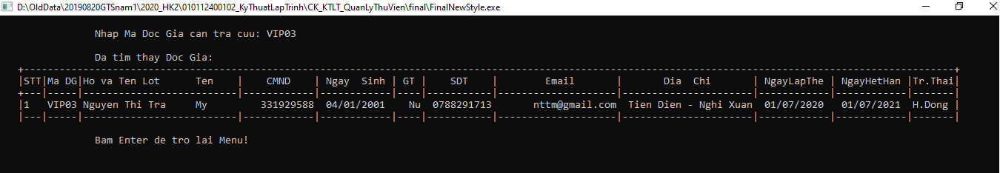 D:\OldData\20190820GTSnam1\2020_HK2\010112400102_KyThuatLapTrinh\CK_KTLT_QuanLyThuVien\final\FinalNewStyle.exe
Nhap Ma Doc Gia can tra cuu: VIP03
Da tim thay Doc Gia:
|STT|Ma DG|Ho va Ten Lot Ten | CMND | Ngay Sinh | GT | SDT | Email | Dia Chi | NgayLapThe | NgayHetHan |Tr.Thai|
|1 VIP03 Nguyen Thi Tra My 331929588 04/01/2001 Nu 0788291713 nttm@gmail.com Tien Dien - Nghi Xuan 01/07/2020 01/07/2021 H.Dong |
Bam Enter de tro lai Menu!